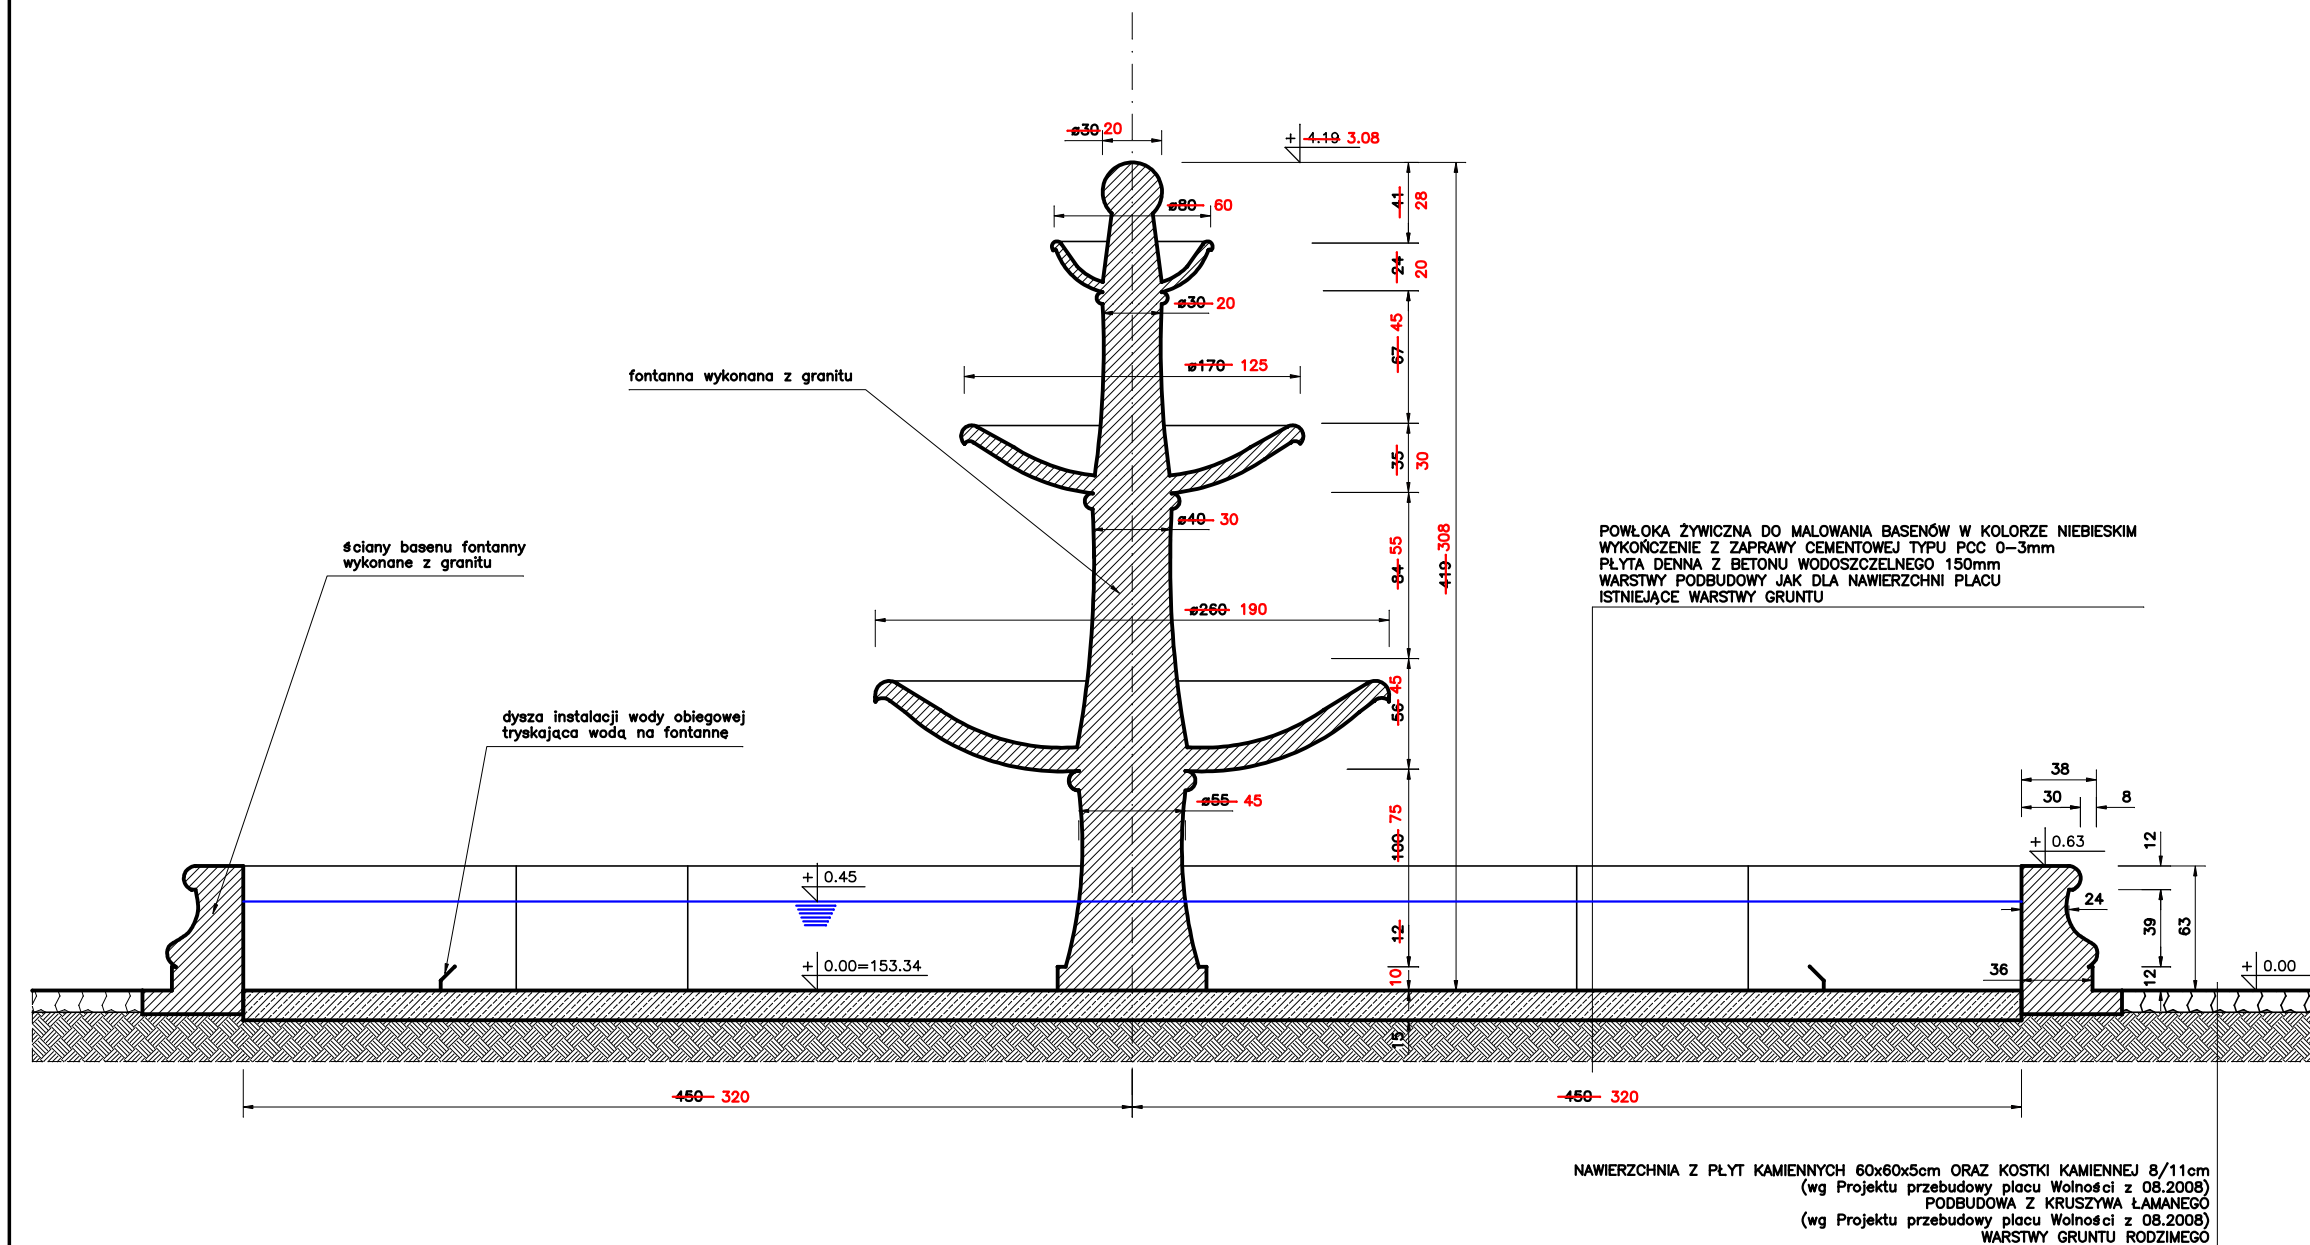 ø30 20
+ 4.19 3.08
ø80 60
41 28
24 20
ø30 20
67 45
ø170 125
fontanna wykonana z granitu
35 30
ø40 30
84 55
419 308
ściany basenu fontanny
wykonane z granitu
POWŁOKA ŻYWICZNA DO MALOWANIA BASENÓW W KOLORZE NIEBIESKIM
WYKOŃCZENIE Z ZAPRAWY CEMENTOWEJ TYPU PCC 0-3mm
PŁYTA DENNA Z BETONU WODOSZCZELNEGO 150mm
WARSTWY PODBUDOWY JAK DLA NAWIERZCHNI PLACU
ISTNIEJĄCE WARSTWY GRUNTU
ø260 190
56 45
dysza instalacji wody obiegowej
tryskająca wodą na fontannę
ø55 45
100 75
38
30 8
+ 0.63
12
+ 0.45
24
39
63
12
10
+ 0.00=153.34
36
12
+ 0.00
15
450 320
450 320
NAWIERZCHNIA Z PŁYT KAMIENNYCH 60x60x5cm ORAZ KOSTKI KAMIENNEJ 8/11cm
(wg Projektu przebudowy placu Wolności z 08.2008)
PODBUDOWA Z KRUSZYWA ŁAMANEGO
(wg Projektu przebudowy placu Wolności z 08.2008)
WARSTWY GRUNTU RODZIMEGO